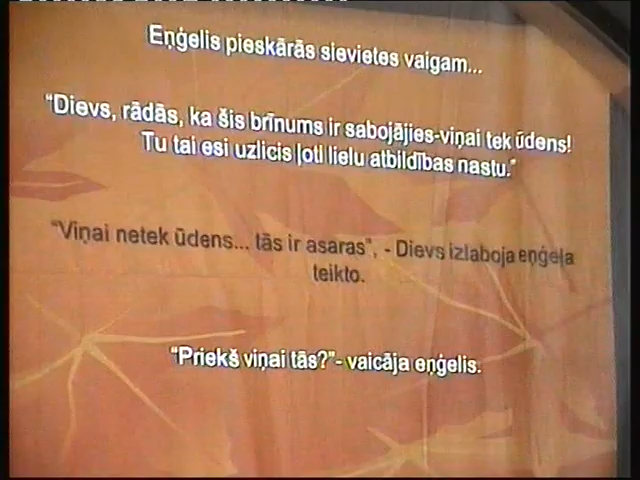 Eņģelis pieskārās sievietes vaigam...
“Dievs, rādās, ka šis brīnums ir sabojājies-viņai tek ūdens!
Tu tai esi uzlicis ļoti lielu atbildības nastu.”
“Viņai netek ūdens... tās ir asaras”, - Dievs izlaboja eņģeļa
teikto.
“Priekš viņai tās?”- vaicāja eņģelis.